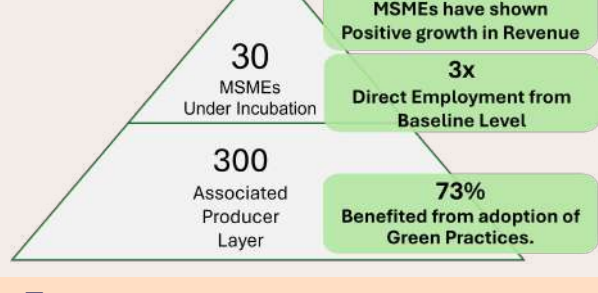 MSMEs have shown
Positive growth in Revenue
30
MSMEs
Under Incubation
3x
Direct Employment from
Baseline Level
300
Associated
Producer
Layer
73%
Benefited from adoption of
Green Practices.